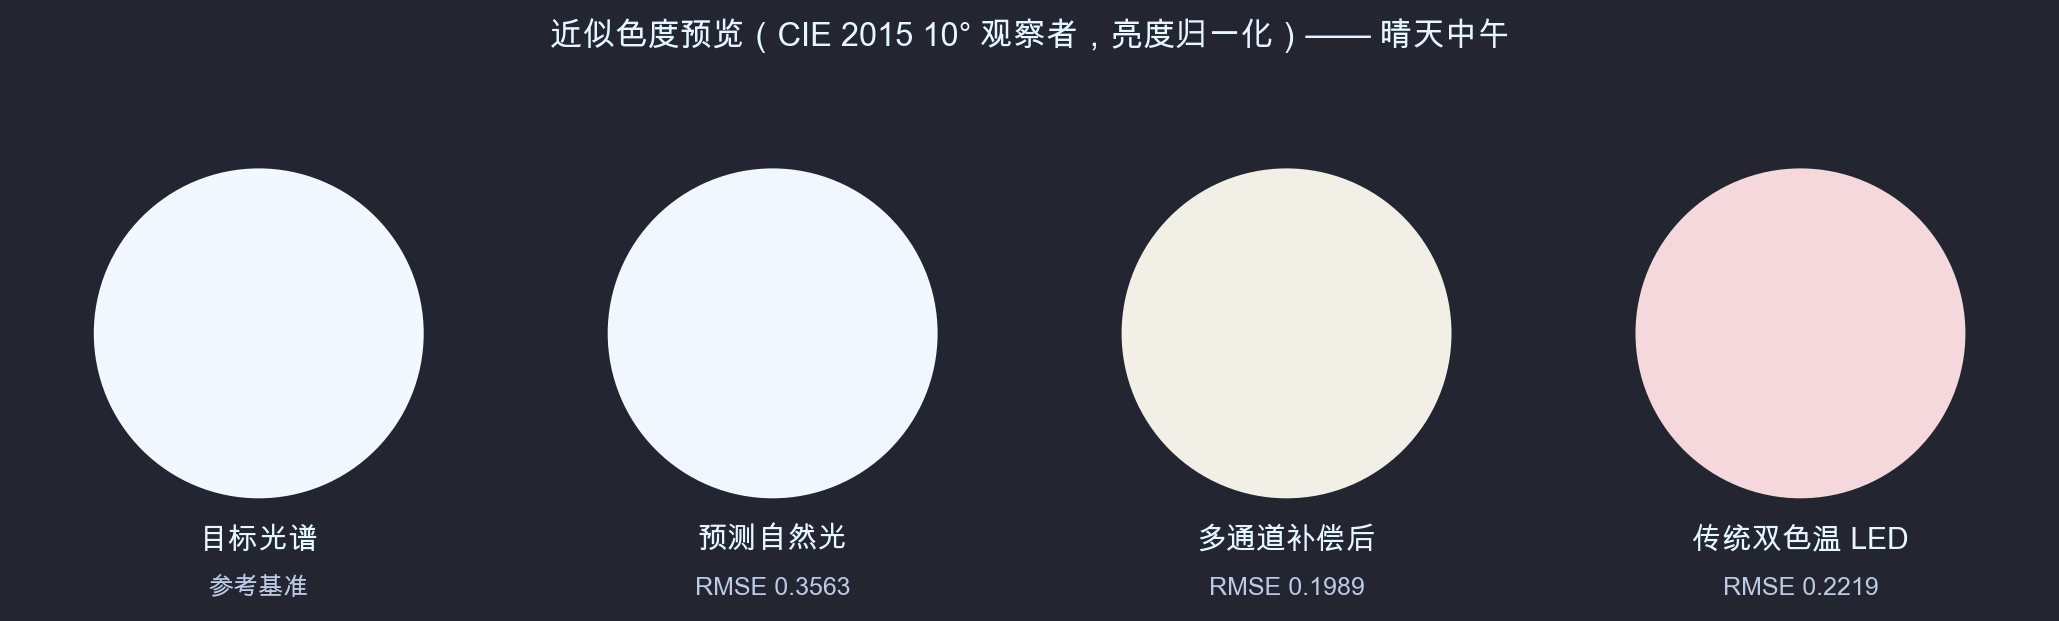 近似色度预览（CIE 2015 10° 观察者，亮度归一化）—— 晴天中午
目标光谱
参考基准
预测自然光
RMSE 0.3563
多通道补偿后
RMSE 0.1989
传统双色温 LED
RMSE 0.2219